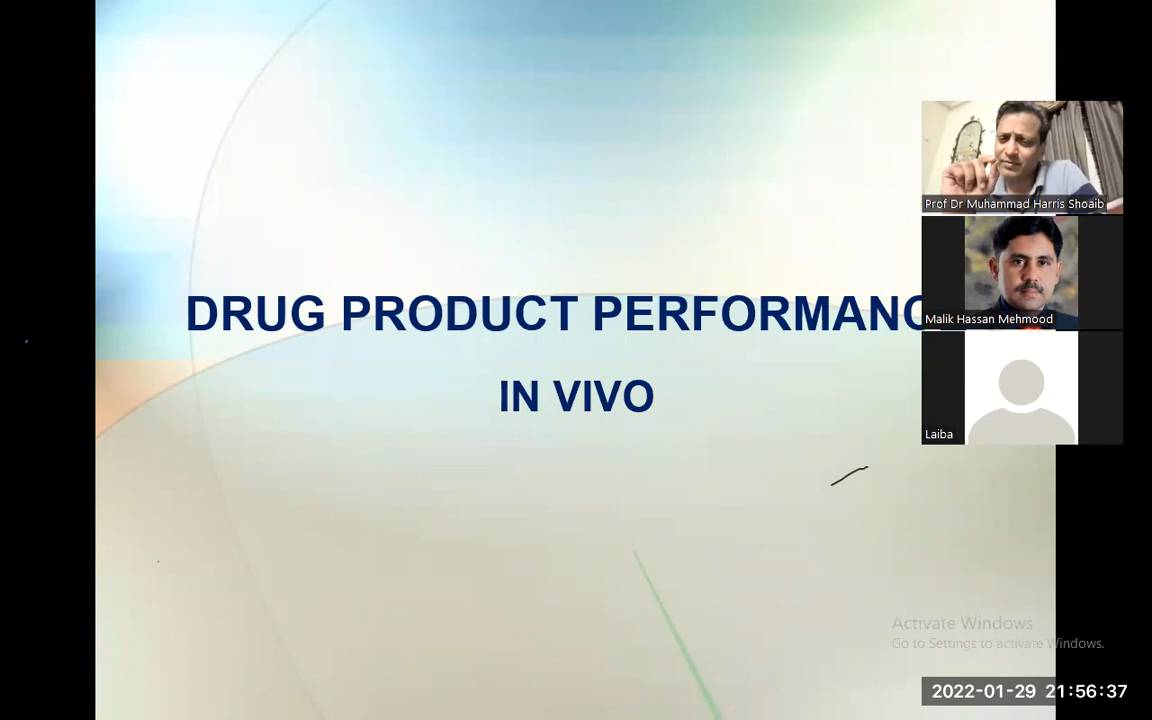 DRUG PRODUCT PERFORMANC
IN VIVO
Prof Dr Muhammad Harris Shoaib
Malik Hassan Mehmood
Laiba
Activate Windows
Go to Settings to activate Windows.
2022-01-29 21:56:37